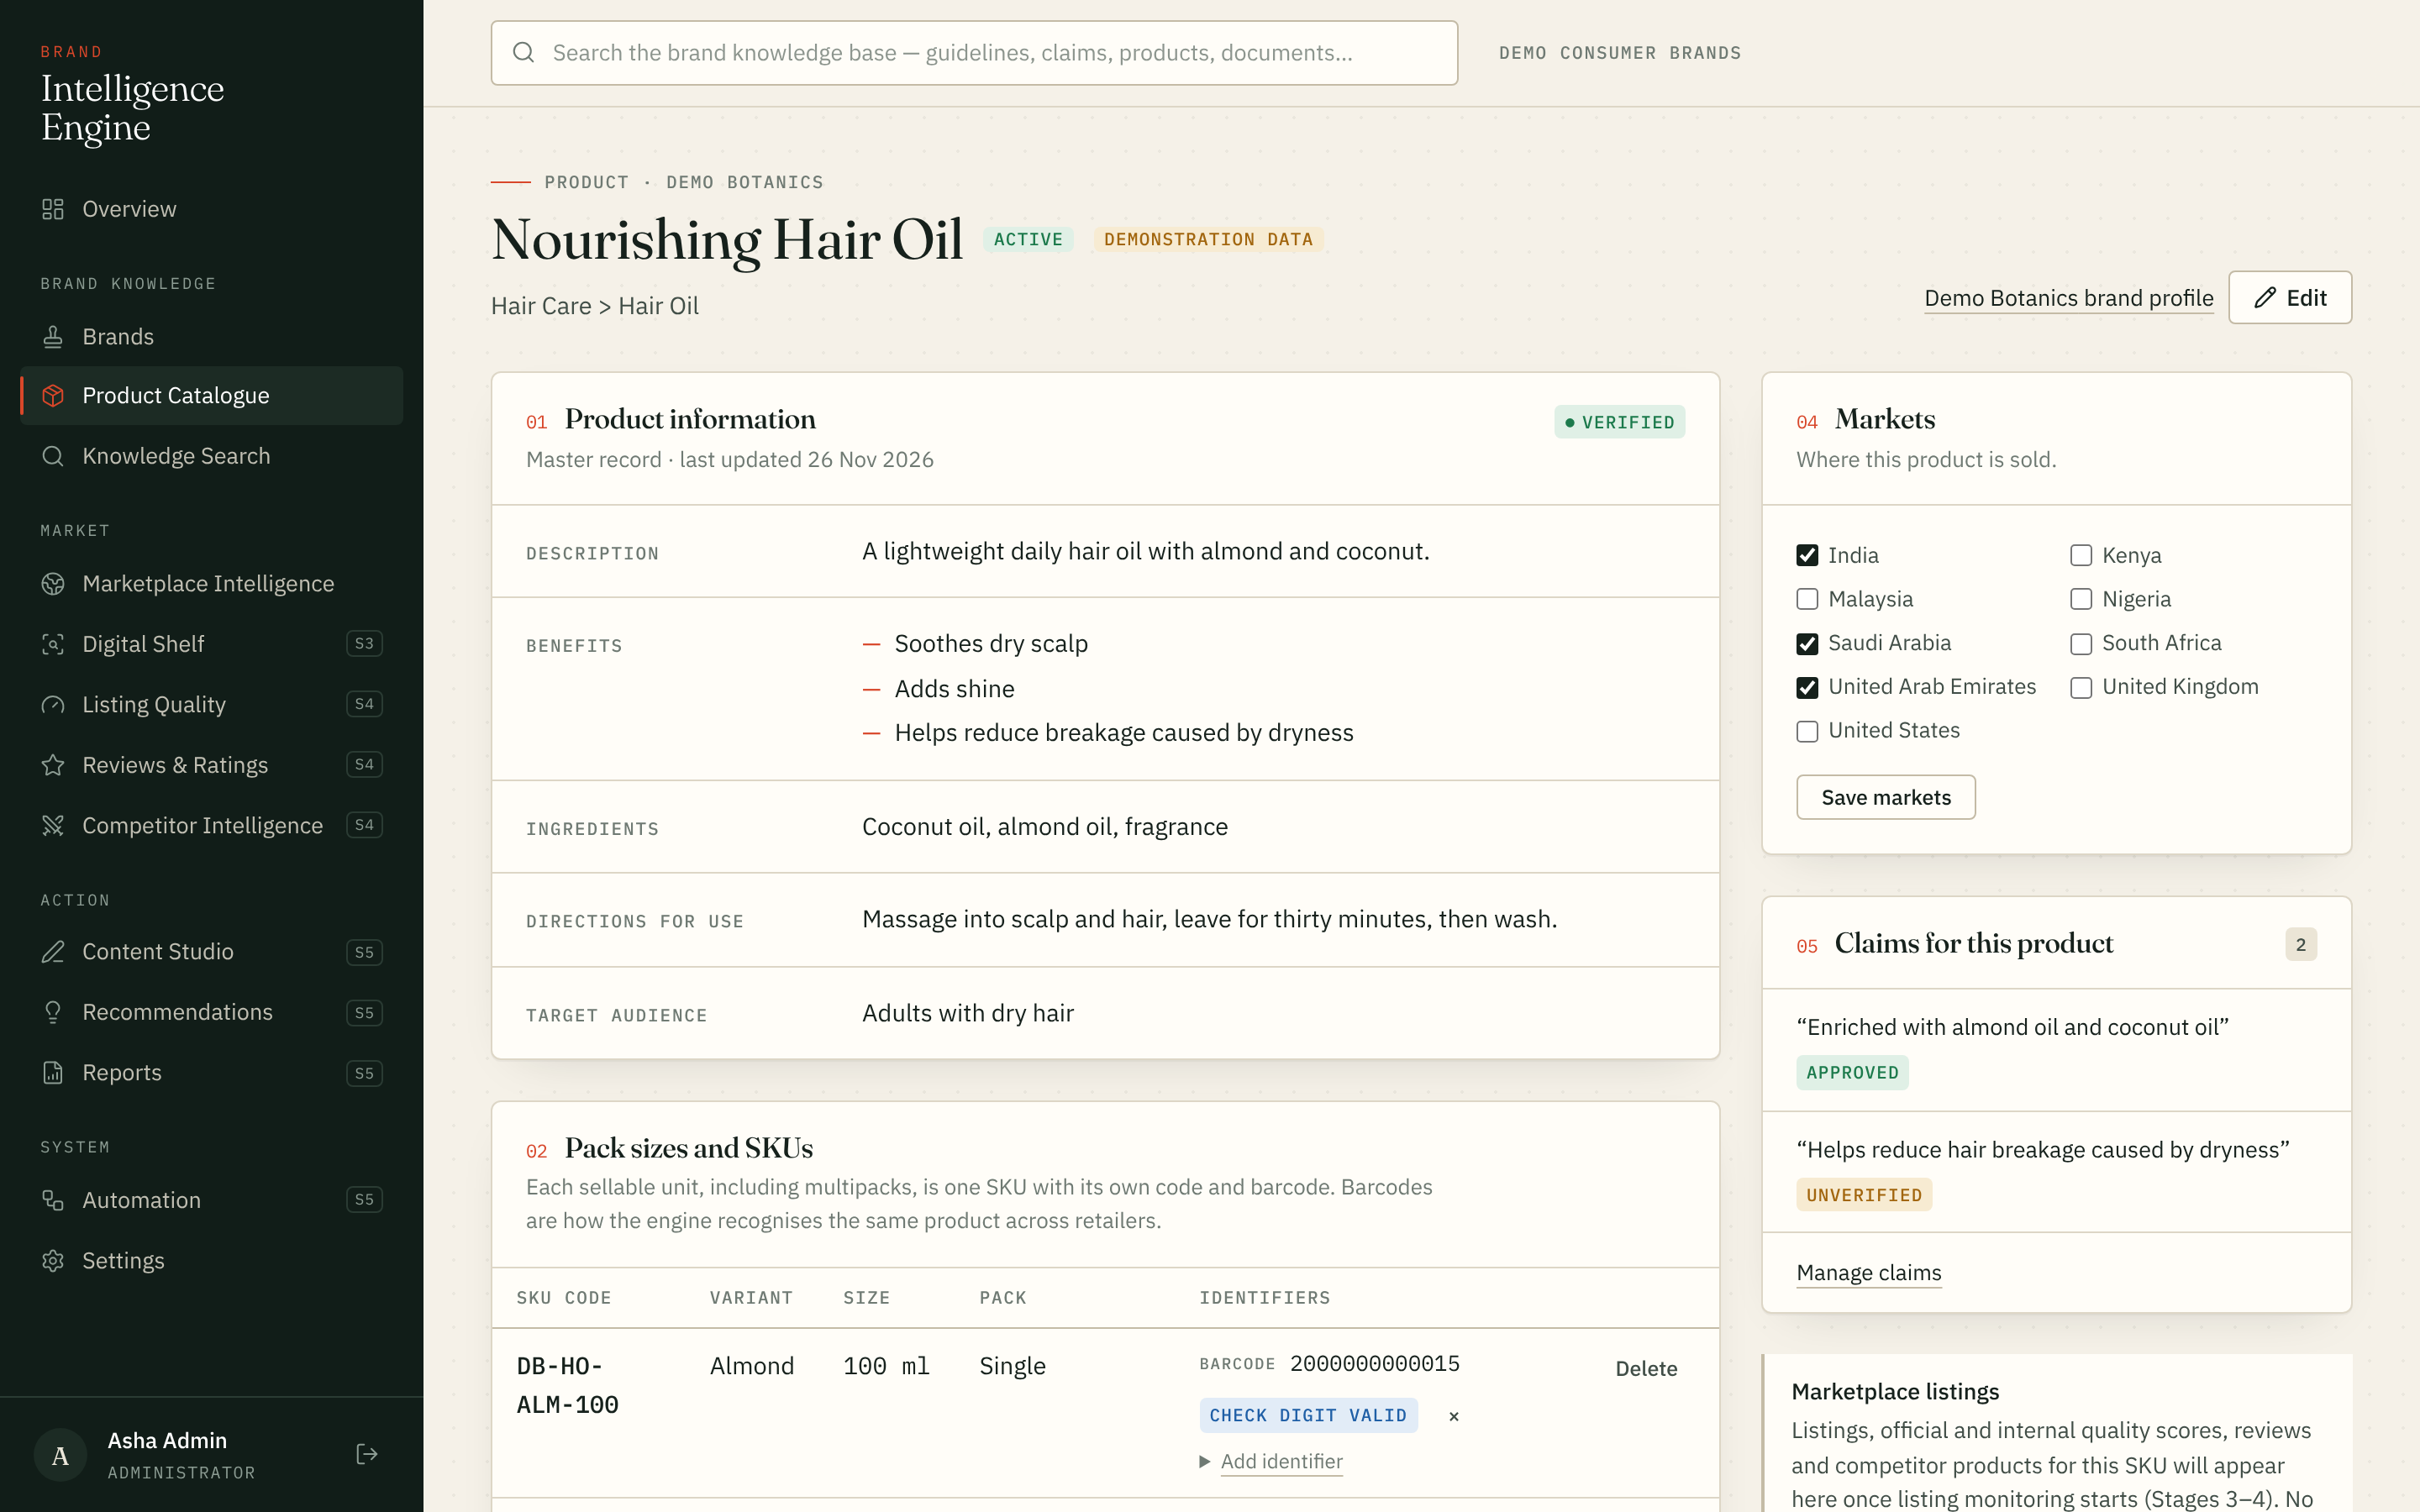 BRAND
Intelligence
Engine
Overview
BRAND KNOWLEDGE
Brands
Product Catalogue
Knowledge Search
MARKET
Marketplace Intelligence
Digital Shelf S3
Listing Quality S4
Reviews & Ratings S4
Competitor Intelligence S4
ACTION
Content Studio S5
Recommendations S5
Reports S5
SYSTEM
Automation S5
Settings
A
Asha Admin
ADMINISTRATOR
Search the brand knowledge base — guidelines, claims, products, documents...
DEMO CONSUMER BRANDS
PRODUCT · DEMO BOTANICS
Nourishing Hair Oil ACTIVE DEMONSTRATION DATA
Hair Care > Hair Oil
Demo Botanics brand profile
Edit
01 Product information VERIFIED
Master record · last updated 26 Nov 2026
DESCRIPTION A lightweight daily hair oil with almond and coconut.
BENEFITS — Soothes dry scalp
— Adds shine
— Helps reduce breakage caused by dryness
INGREDIENTS Coconut oil, almond oil, fragrance
DIRECTIONS FOR USE Massage into scalp and hair, leave for thirty minutes, then wash.
TARGET AUDIENCE Adults with dry hair
02 Pack sizes and SKUs
Each sellable unit, including multipacks, is one SKU with its own code and barcode. Barcodes
are how the engine recognises the same product across retailers.
SKU CODE VARIANT SIZE PACK IDENTIFIERS
DB-HO- Almond 100 ml Single BARCODE 2000000000015 Delete
ALM-100
CHECK DIGIT VALID ×
Add identifier
04 Markets
Where this product is sold.
India Kenya
Malaysia Nigeria
Saudi Arabia South Africa
United Arab Emirates United Kingdom
United States
Save markets
05 Claims for this product 2
“Enriched with almond oil and coconut oil”
APPROVED
“Helps reduce hair breakage caused by dryness”
UNVERIFIED
Manage claims
Marketplace listings
Listings, official and internal quality scores, reviews
and competitor products for this SKU will appear
here once listing monitoring starts (Stages 3–4). No